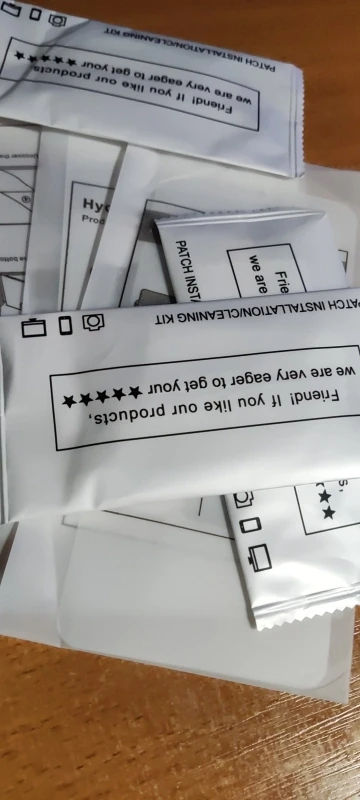 PATCH INSTALLATION/CLEANING KIT
Friend! If you like our products,
we are very eager to get your ★★★★★
Hyd
PATCH INSTA
Frie
we are
PATCH INSTALLATION/CLEANING KIT
Friend! If you like our products,
we are very eager to get your ★★★★★
s,
★★